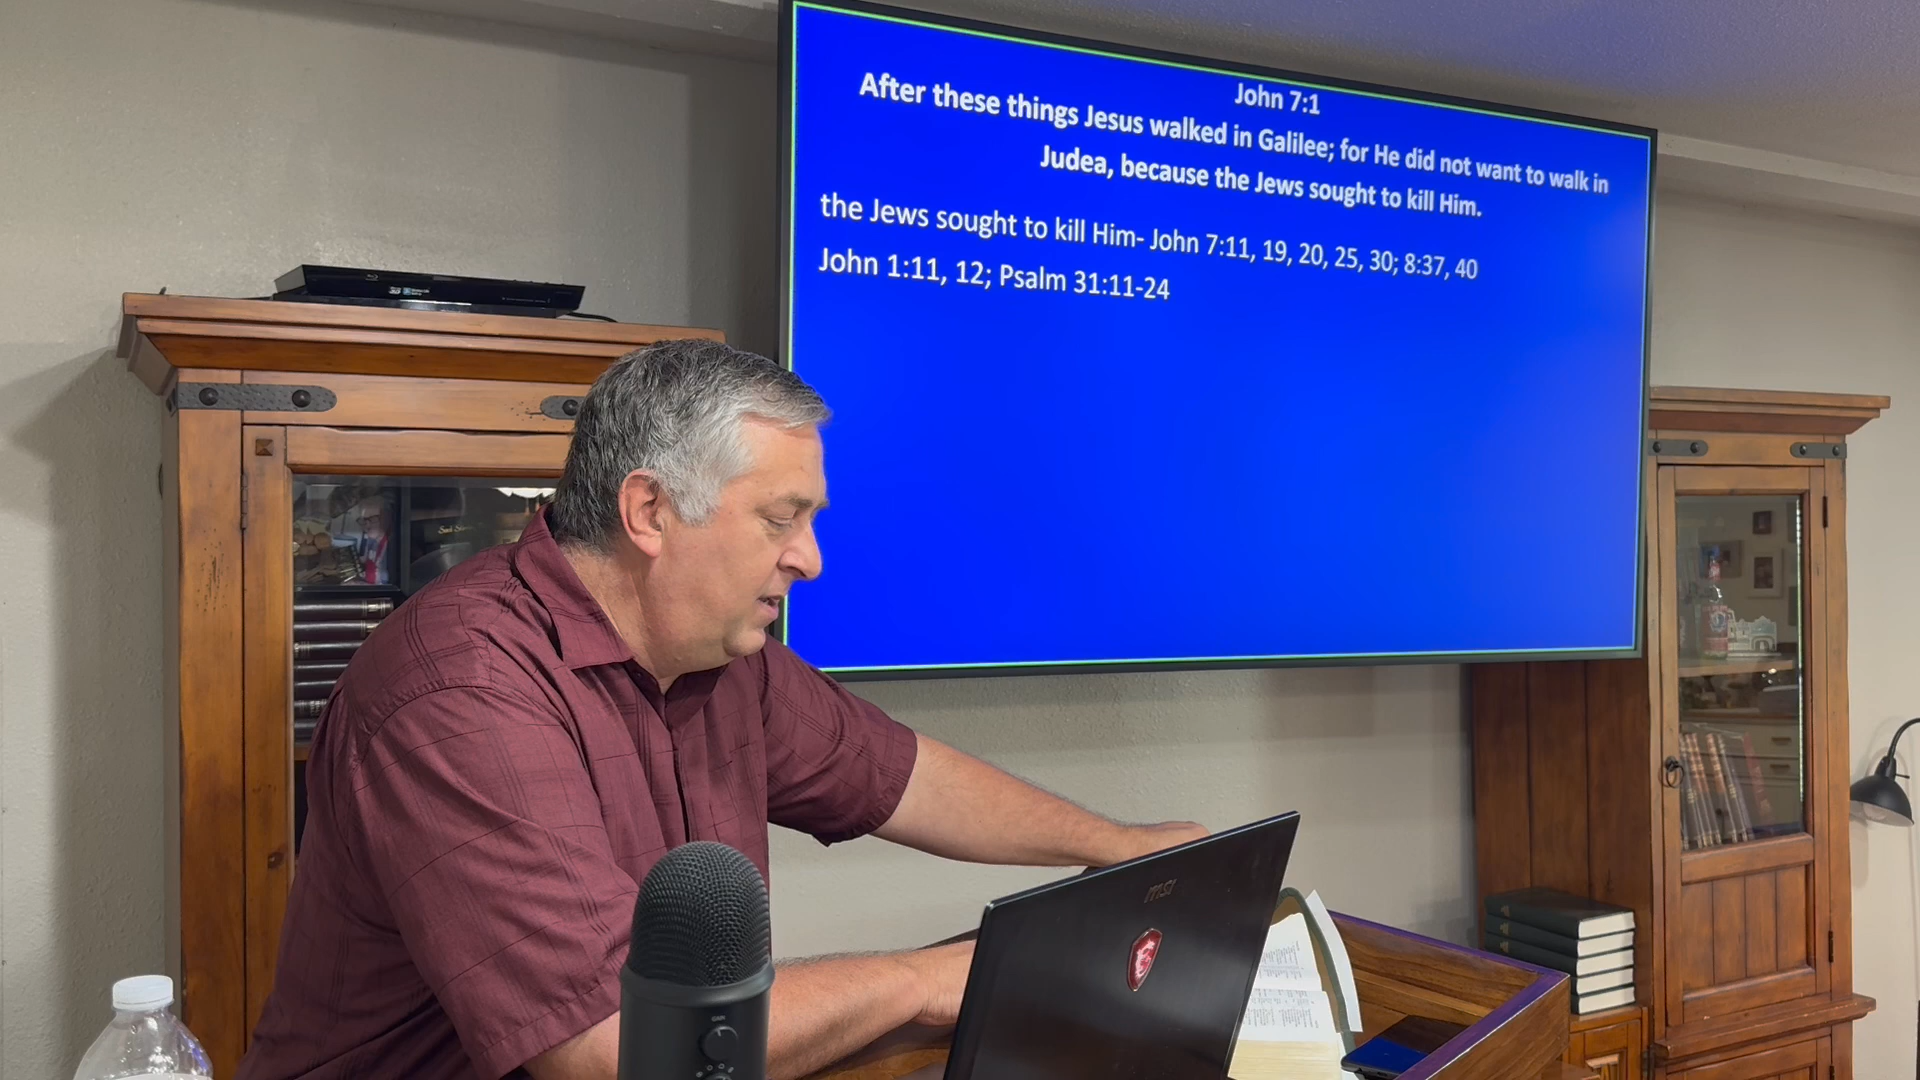 John 7:1
After these things Jesus walked in Galilee; for He did not want to walk in
Judea, because the Jews sought to kill Him.
the Jews sought to kill Him- John 7:11, 19, 20, 25, 30; 8:37, 40
John 1:11, 12; Psalm 31:11-24
msi
GAIN